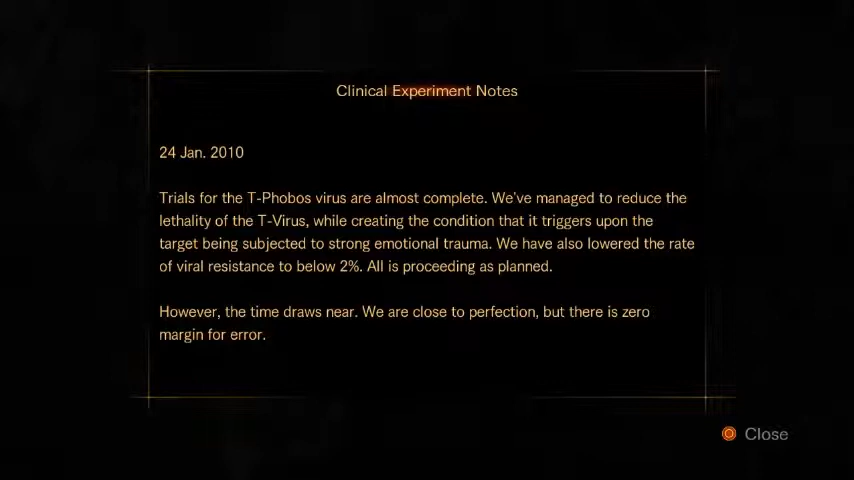 Clinical Experiment Notes
24 Jan. 2010
Trials for the T-Phobos virus are almost complete. We've managed to reduce the
lethality of the T-Virus, while creating the condition that it triggers upon the
target being subjected to strong emotional trauma. We have also lowered the rate
of viral resistance to below 2%. All is proceeding as planned.
However, the time draws near. We are close to perfection, but there is zero
margin for error.
Close